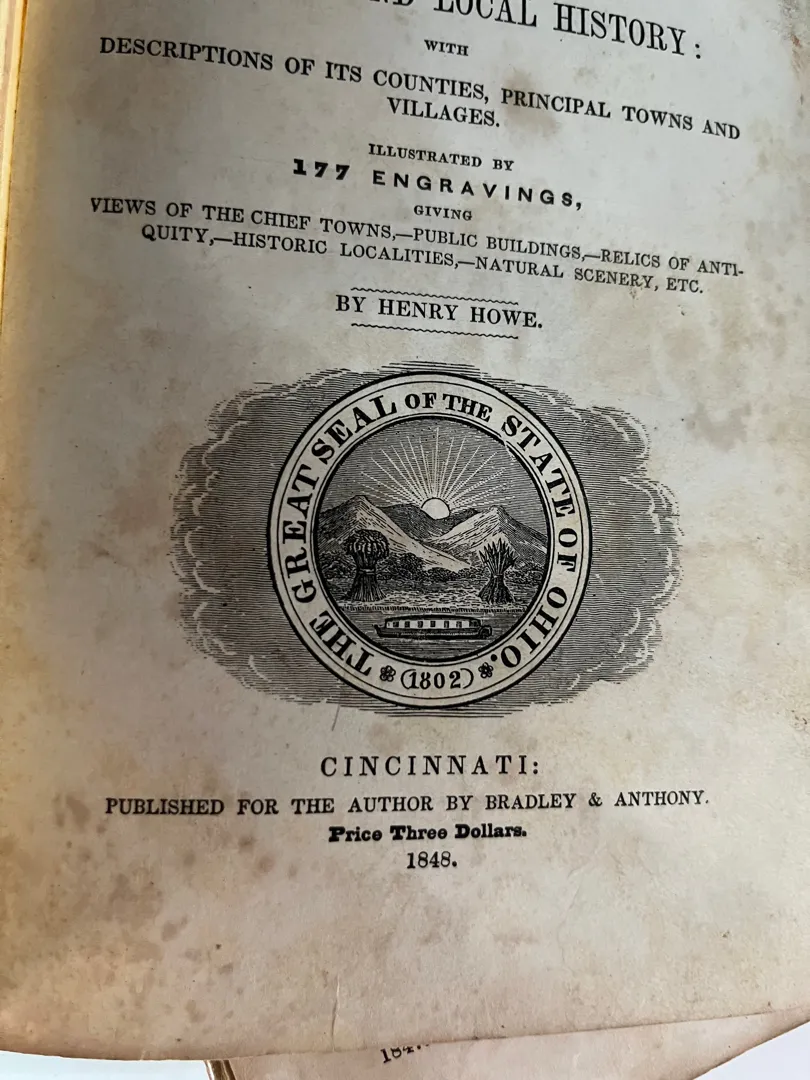 LOCAL HISTORY:
WITH
DESCRIPTIONS OF ITS COUNTIES, PRINCIPAL TOWNS AND
VILLAGES.
ILLUSTRATED BY
177 ENGRAVINGS,
GIVING
VIEWS OF THE CHIEF TOWNS,—PUBLIC BUILDINGS,—RELICS OF ANTI-
QUITY,—HISTORIC LOCALITIES,—NATURAL SCENERY, ETC.
BY HENRY HOWE.
THE GREAT SEAL OF THE STATE OF OHIO.
(1802)
CINCINNATI:
PUBLISHED FOR THE AUTHOR BY BRADLEY & ANTHONY.
Price Three Dollars.
1848.